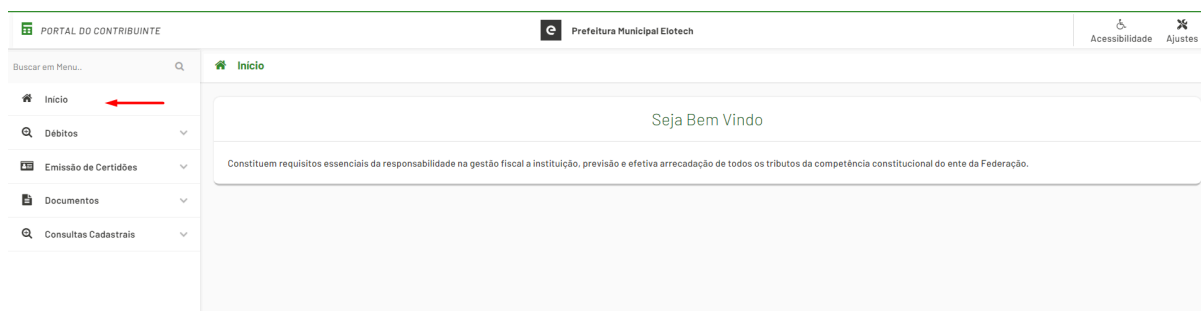 PORTAL DO CONTRIBUINTE
e Prefeitura Municipal Elotech
Acessibilidade
Ajustes
Buscar em Menu..
Início
Início
Débitos
Emissão de Certidões
Documentos
Consultas Cadastrais
Seja Bem Vindo
Constituem requisitos essenciais da responsabilidade na gestão fiscal a instituição, previsão e efetiva arrecadação de todos os tributos da competência constitucional do ente da Federação.